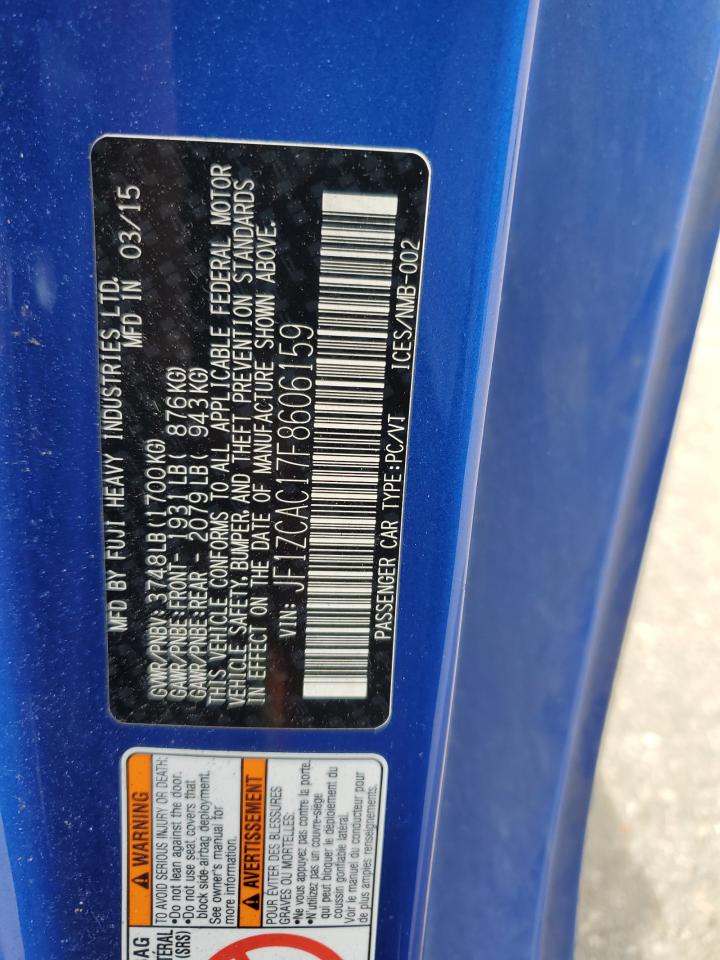 MFD BY FUJI HEAVY INDUSTRIES LTD.
MFD IN 03/15
GVWR/PNBV: 3748LB(1700KG)
GAWR/PNBE:FRONT- 1931LB( 876KG)
GAWR/PNBE:REAR - 2079LB( 943KG)
THIS VEHICLE CONFORMS TO ALL APPLICABLE FEDERAL MOTOR
VEHICLE SAFETY, BUMPER, AND THEFT PREVENTION STANDARDS
IN EFFECT ON THE DATE OF MANUFACTURE SHOWN ABOVE.
VIN: JF1ZCAC17F8606159
PASSENGER CAR TYPE:PC/VT ICES/NMB-002
WARNING
TO AVOID SERIOUS INJURY OR DEATH:
•Do not lean against the door.
•Do not use seat covers that
block side airbag deployment.
See owner's manual for
more information.
AVERTISSEMENT
POUR ÉVITER DES BLESSURES
GRAVES OU MORTELLES:
•Ne vous appuyez pas contre la porte.
•N'utilisez pas un couvre-siège
qui peut bloquer le déploiement du
coussin gonflable latéral.
Voir le manuel du conducteur pour
de plus amples renseignements.
(SRS)